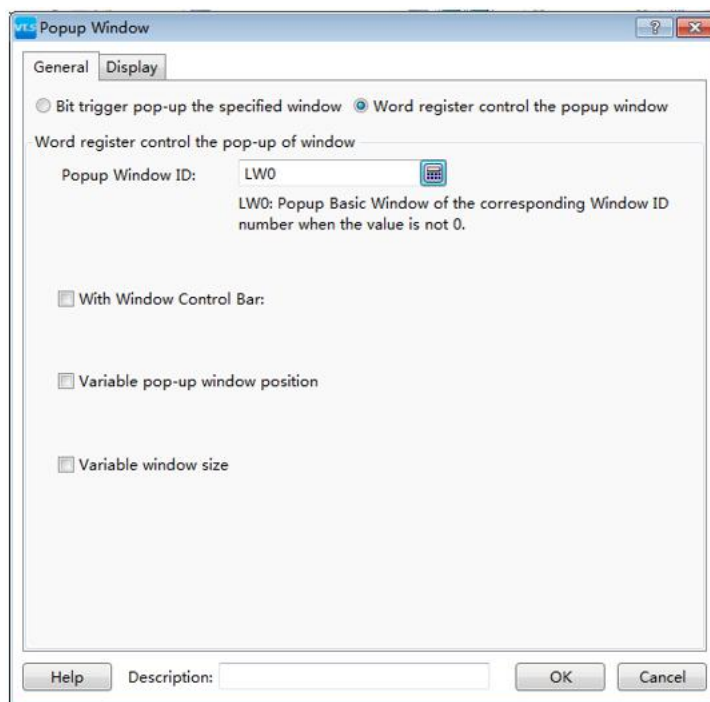 VT.S Popup Window
General Display
Bit trigger pop-up the specified window Word register control the popup window
Word register control the pop-up of window
Popup Window ID: LW0
LW0: Popup Basic Window of the corresponding Window ID
number when the value is not 0.
With Window Control Bar:
Variable pop-up window position
Variable window size
Help Description: OK Cancel